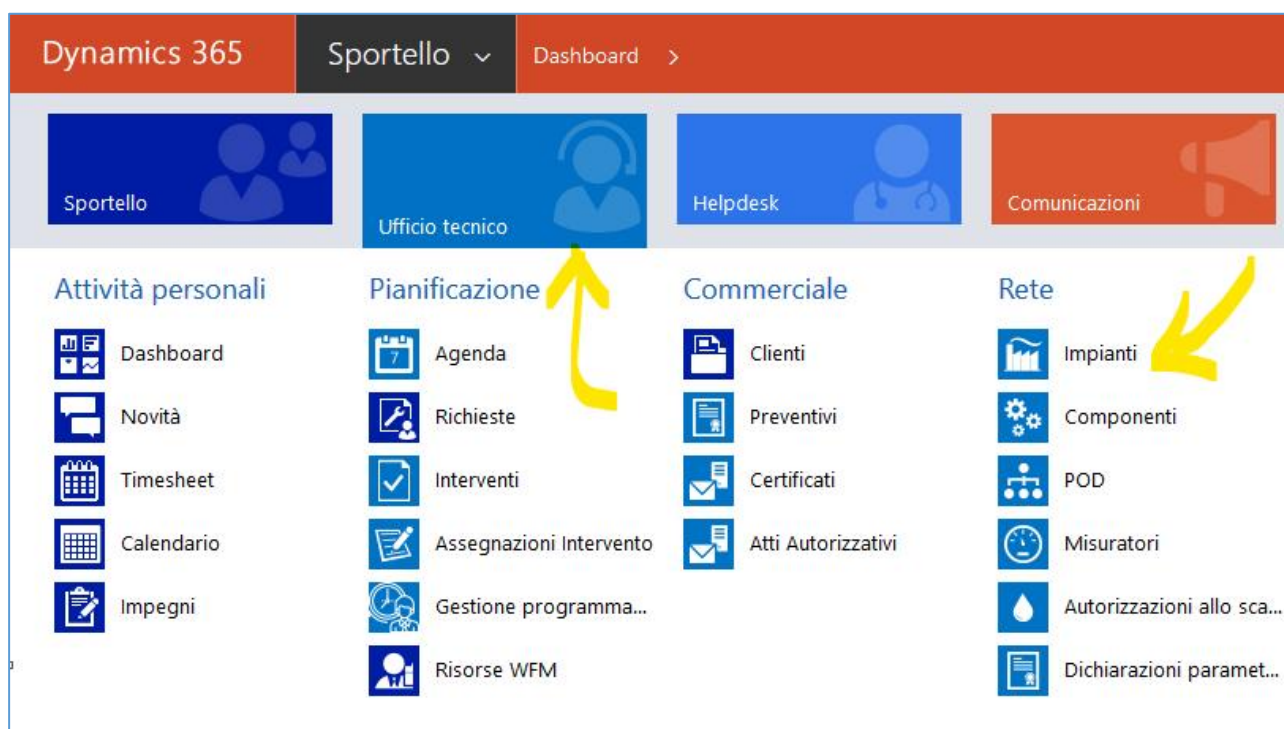 Dynamics 365
Sportello
Dashboard
Sportello
Ufficio tecnico
Helpdesk
Comunicazioni
Attività personali
Dashboard
Novità
Timesheet
Calendario
Impegni
Pianificazione
7
Agenda
Richieste
Interventi
Assegnazioni Intervento
Gestione programma...
Risorse WFM
Commerciale
Clienti
Preventivi
Certificati
Atti Autorizzativi
Rete
Impianti
Componenti
POD
Misuratori
Autorizzazioni allo sca...
Dichiarazioni paramet...